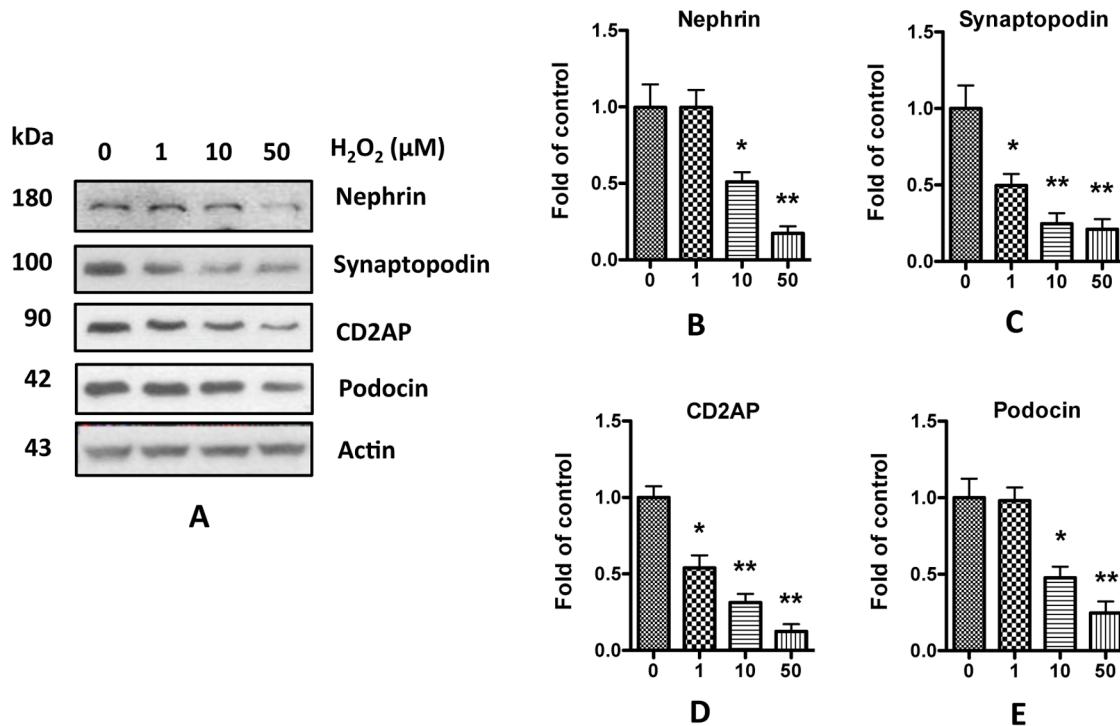 kDa
0 1 10 50 H₂O₂ (μM)
180 Nephrin
100 Synaptopodin
90 CD2AP
42 Podocin
43 Actin
A
Nephrin
Fold of control
1.5
1.0
0.5
0.0
*
**
0 1 10 50
B
Synaptopodin
Fold of control
1.5
1.0
0.5
0.0
*
**
**
0 1 10 50
C
CD2AP
Fold of control
1.5
1.0
0.5
0.0
*
**
**
0 1 10 50
D
Podocin
Fold of control
1.5
1.0
0.5
0.0
*
**
0 1 10 50
E